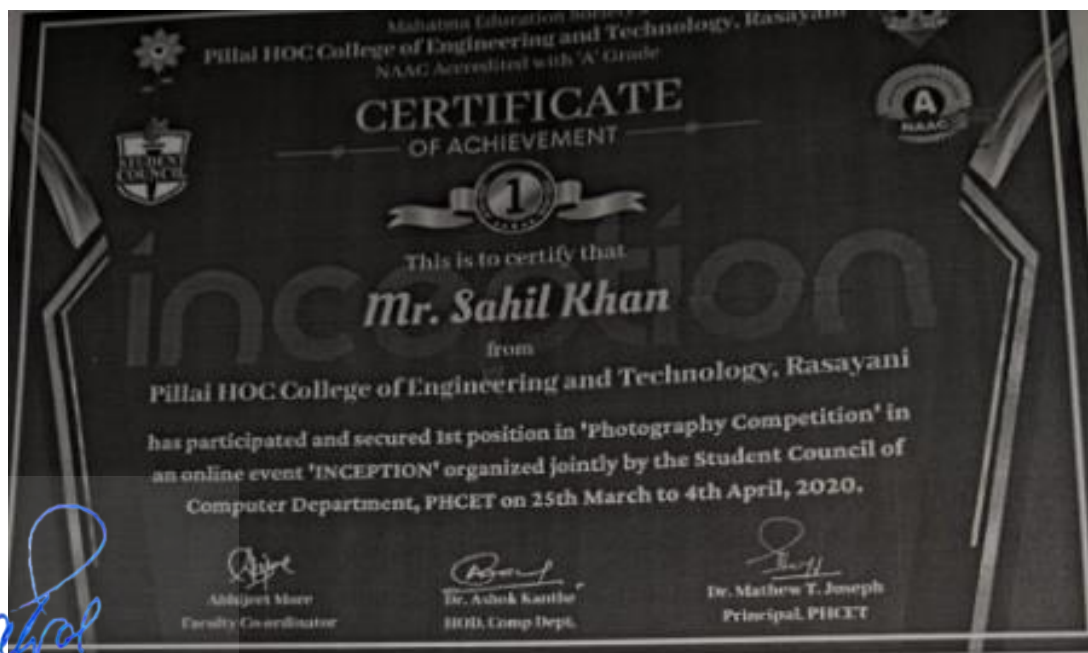 Mahatma Education Society's
Pillai HOC College of Engineering and Technology, Rasayani
NAAC Accredited with 'A' Grade
CERTIFICATE
OF ACHIEVEMENT
STUDENT
COUNCIL
A
NAAC
1
inception
This is to certify that
Mr. Sahil Khan
from
Pillai HOC College of Engineering and Technology, Rasayani
has participated and secured 1st position in 'Photography Competition' in
an online event 'INCEPTION' organized jointly by the Student Council of
Computer Department, PHCET on 25th March to 4th April, 2020.
Abhijeet More
Faculty Co-ordinator
Dr. Ashok Kanthe
HOD, Comp Dept.
Dr. Mathew T. Joseph
Principal, PHCET